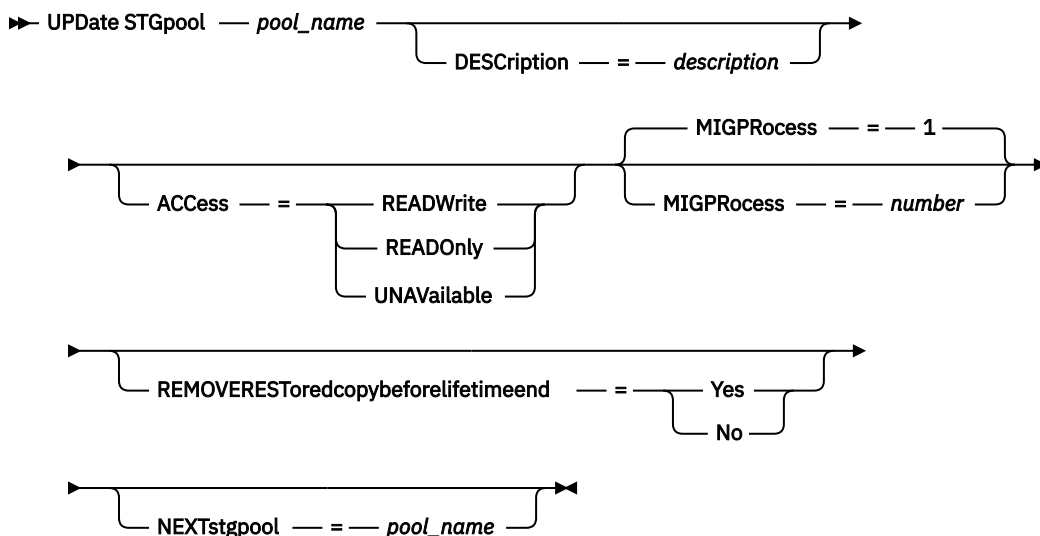 UPDate STGpool pool_name
DESCription = description
MIGPRocess = 1
ACCess = READWrite
MIGPRocess = number
READOnly
UNAVailable
REMOVERESToredcopybeforelifetimeend = Yes
No
NEXTstgpool = pool_name